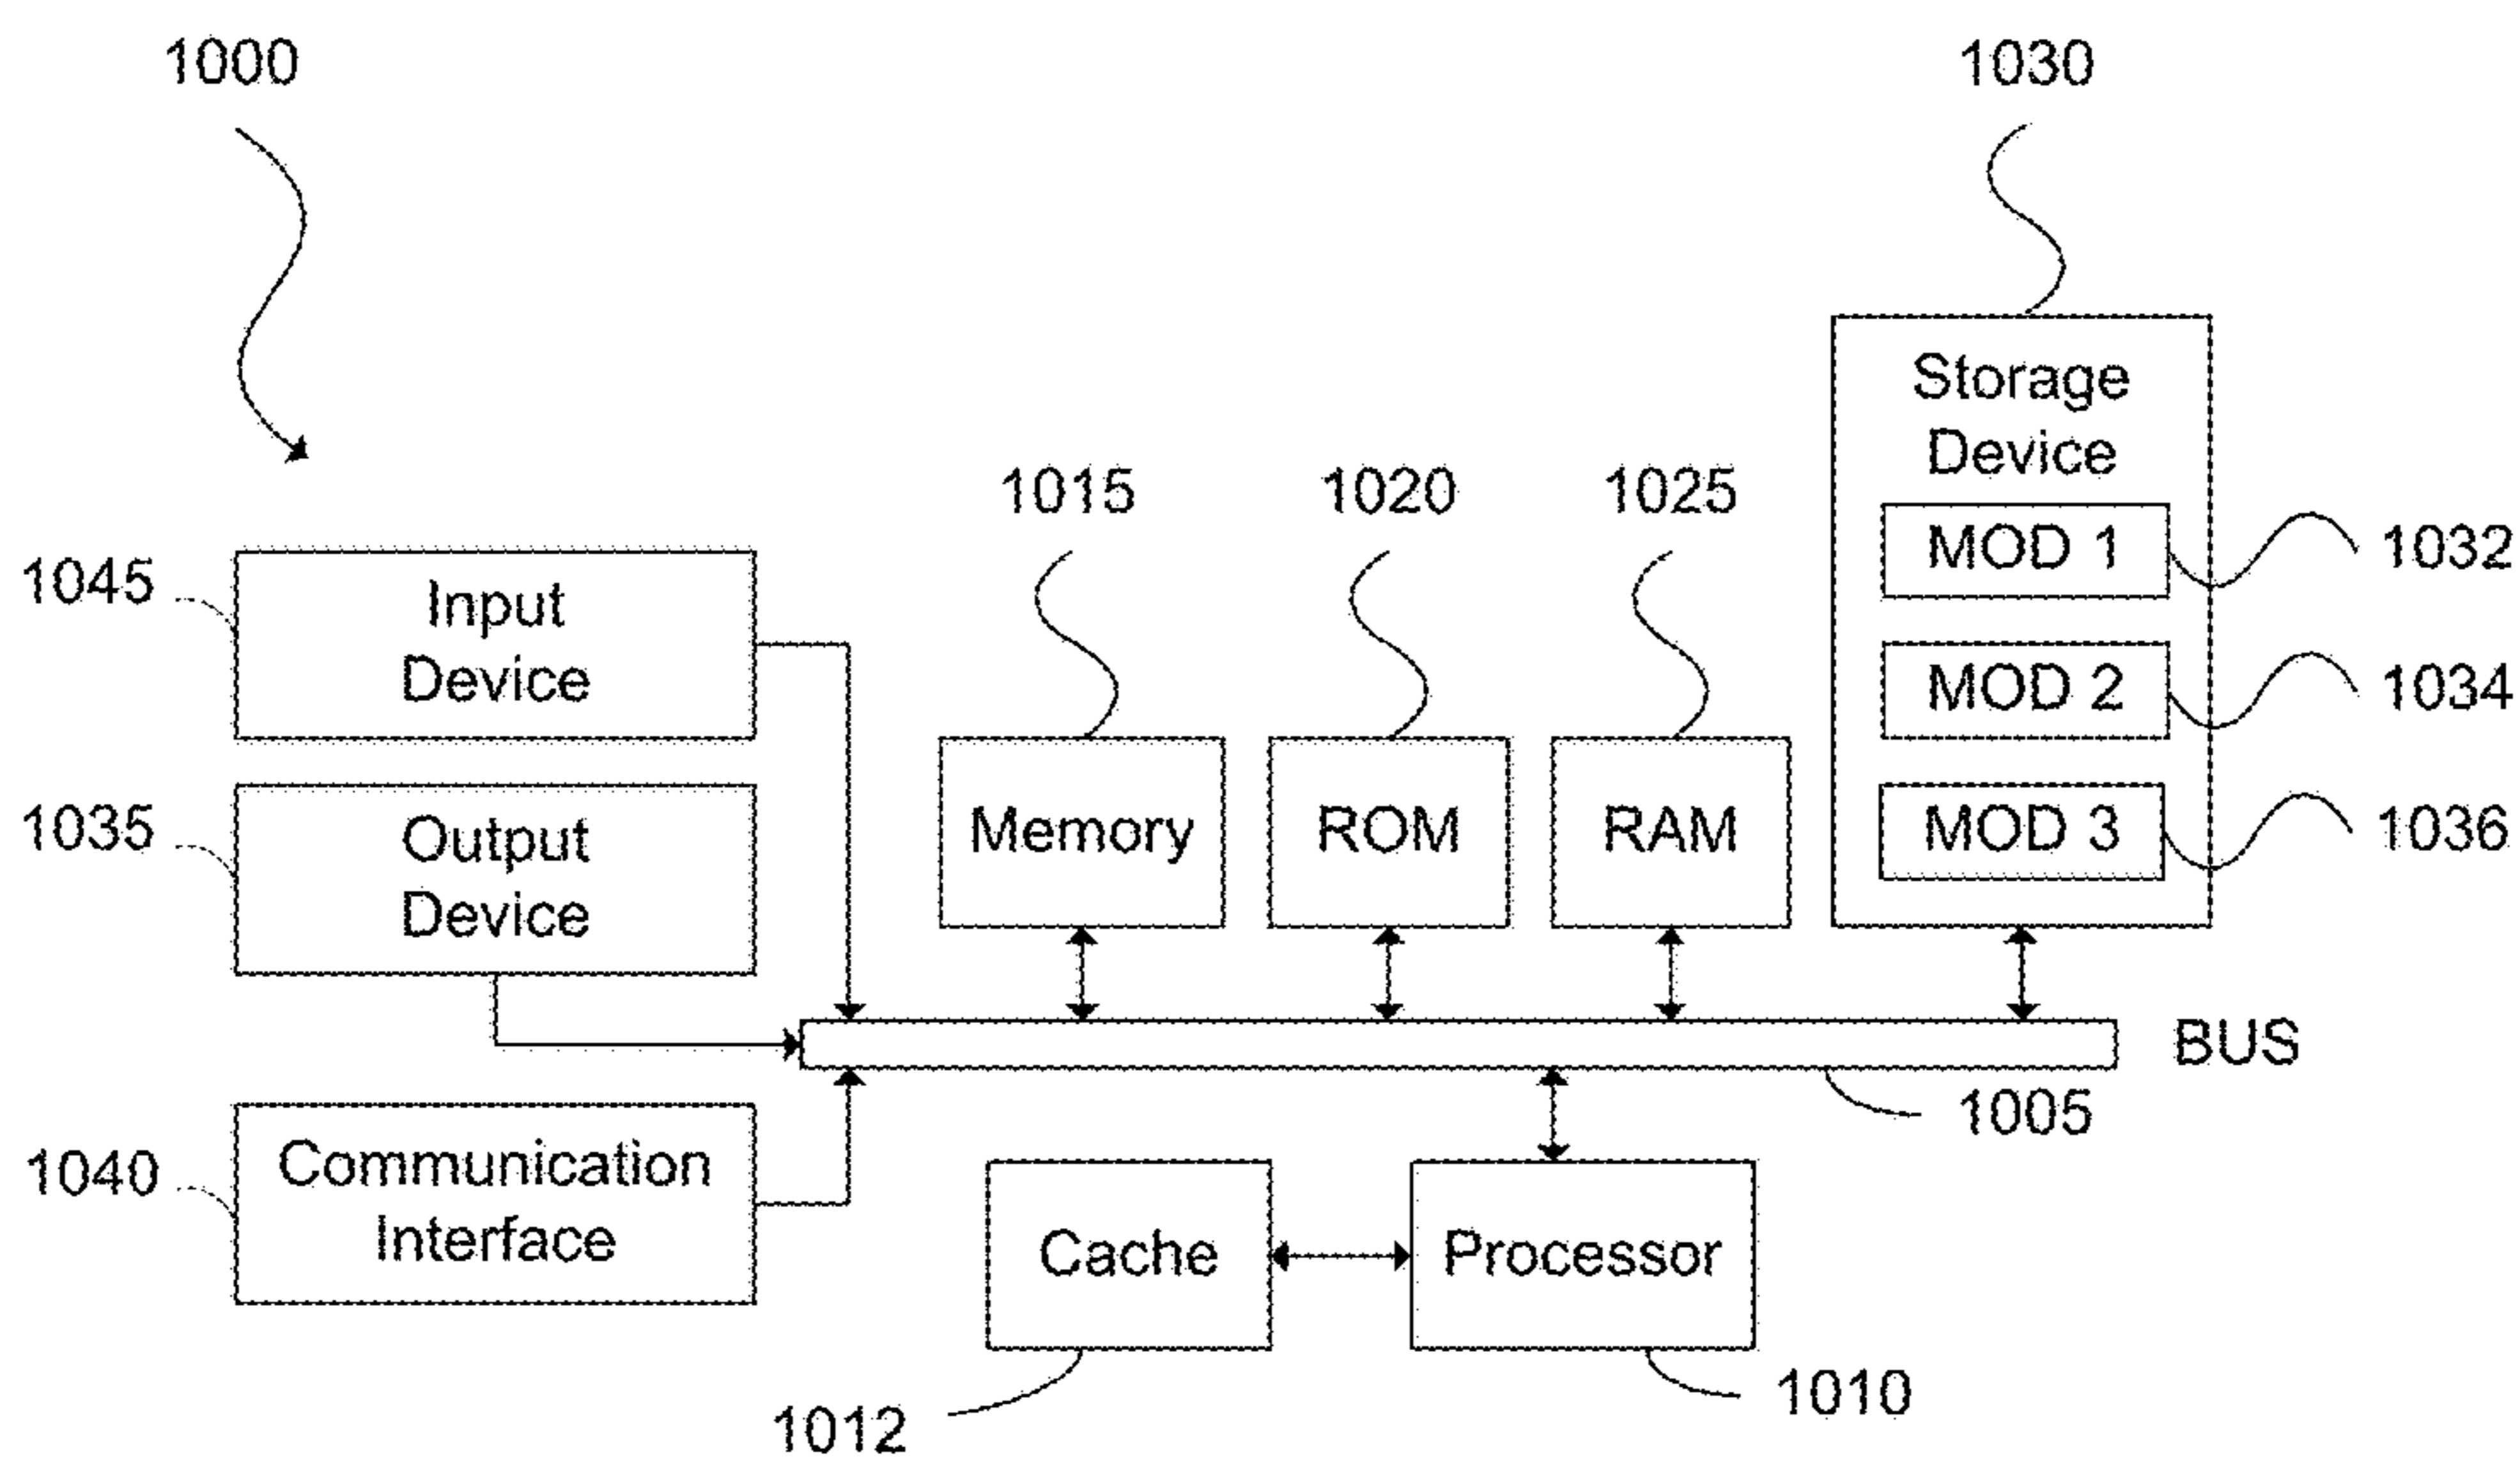 1000
1030
Storage
Device
1015
1020
1025
MOD 1
1032
1045
Input
Device
MOD 2
1034
1035
Output
Device
Memory
ROM
RAM
MOD 3
1036
BUS
1005
1040
Communication
Interface
Cache
Processor
1010
1012